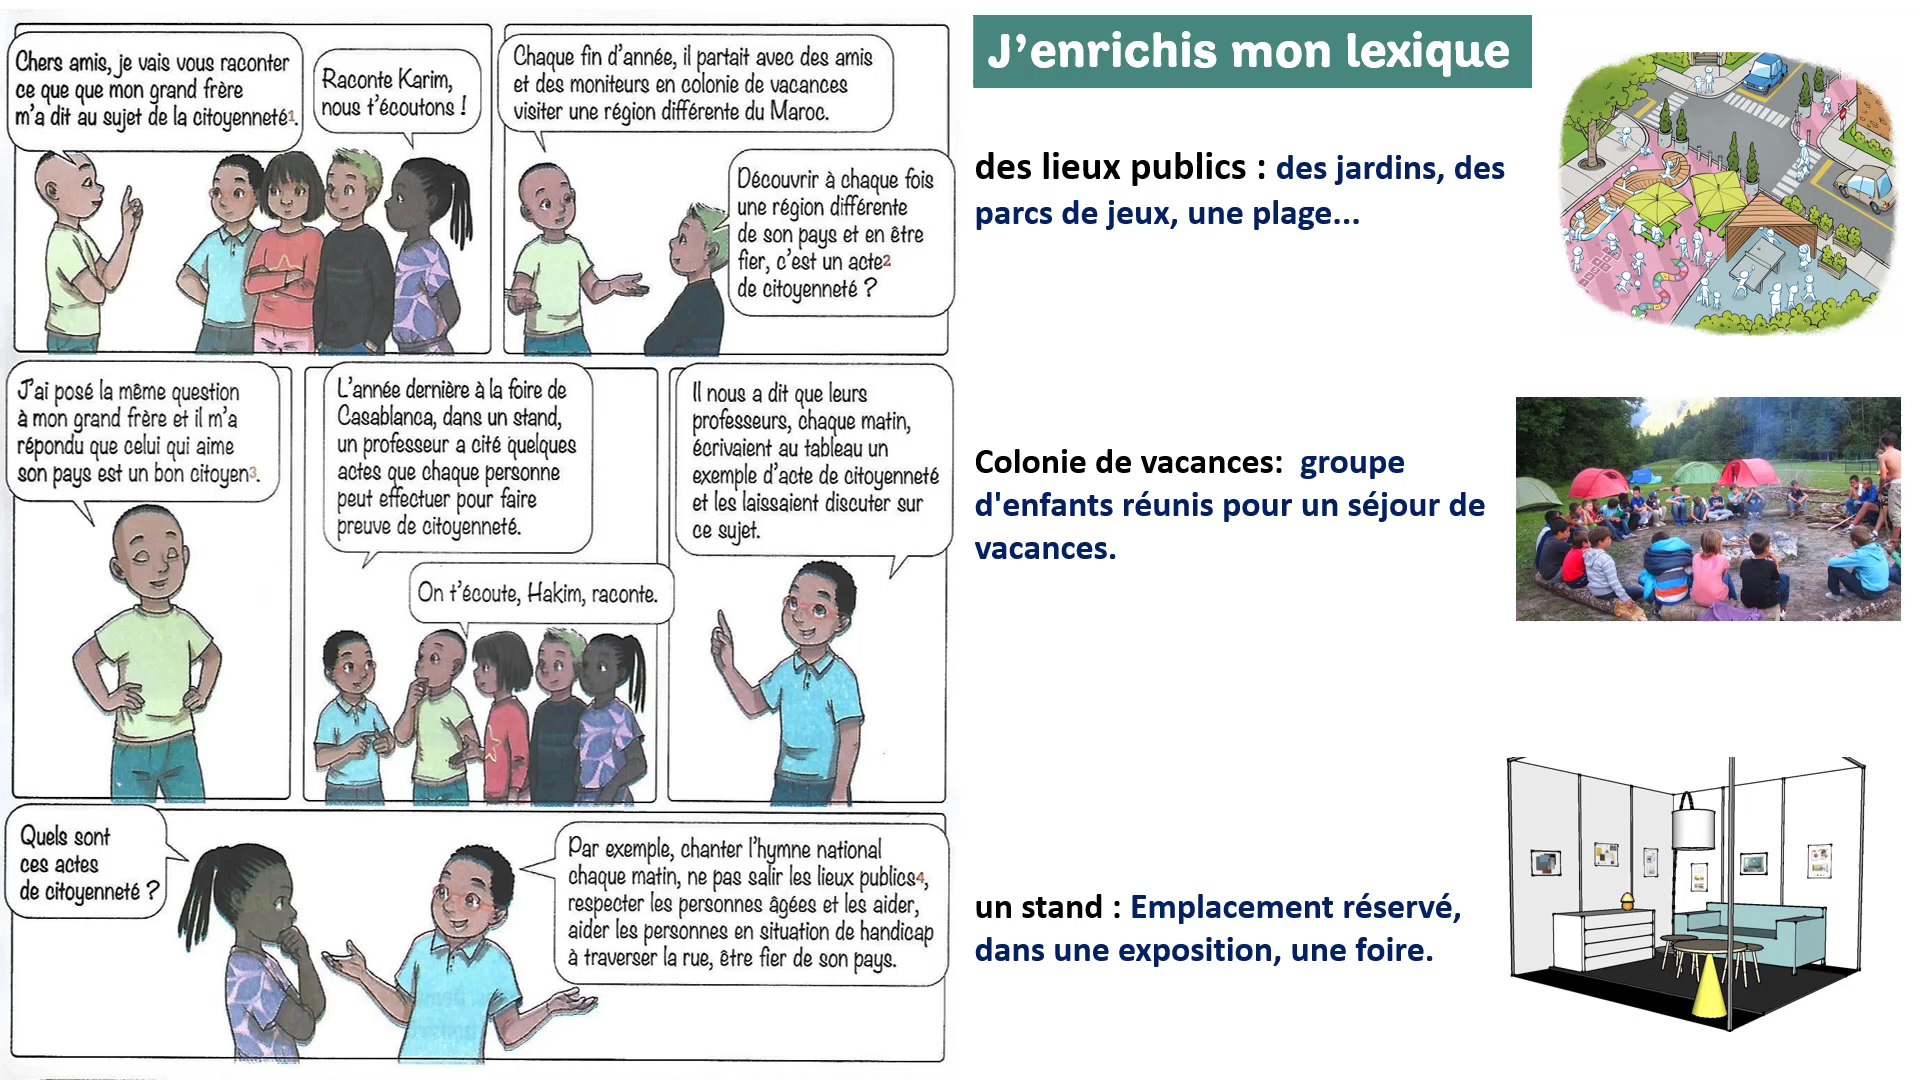 Chers amis, je vais vous raconter
ce que que mon grand frère
m'a dit au sujet de la citoyenneté1.
Raconte Karim,
nous t'écoutons !
Chaque fin d'année, il partait avec des amis
et des moniteurs en colonie de vacances
visiter une région différente du Maroc.
Découvrir à chaque fois
une région différente
de son pays et en être
fier, c'est un acte2
de citoyenneté ?
J'ai posé la même question
à mon grand frère et il m'a
répondu que celui qui aime
son pays est un bon citoyen3.
L'année dernière à la foire de
Casablanca, dans un stand,
un professeur a cité quelques
actes que chaque personne
peut effectuer pour faire
preuve de citoyenneté.
On t'écoute, Hakim, raconte.
Il nous a dit que leurs
professeurs, chaque matin,
écrivaient au tableau un
exemple d'acte de citoyenneté
et les laissaient discuter sur
ce sujet.
Quels sont
ces actes
de citoyenneté ?
Par exemple, chanter l'hymne national
chaque matin, ne pas salir les lieux publics4,
respecter les personnes âgées et les aider,
aider les personnes en situation de handicap
à traverser la rue, être fier de son pays.
J'enrichis mon lexique
des lieux publics : des jardins, des
parcs de jeux, une plage...
Colonie de vacances: groupe
d'enfants réunis pour un séjour de
vacances.
un stand : Emplacement réservé,
dans une exposition, une foire.